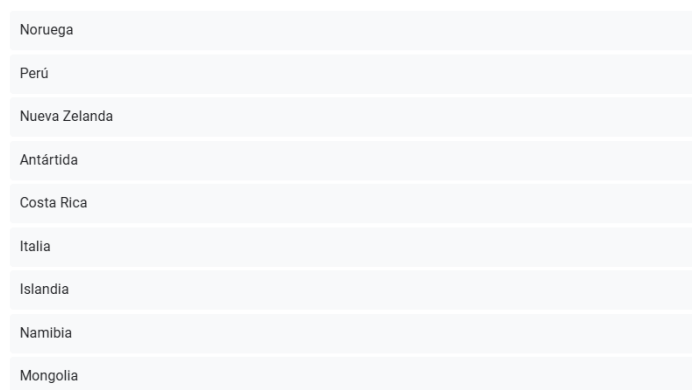 Noruega
Perú
Nueva Zelanda
Antártida
Costa Rica
Italia
Islandia
Namibia
Mongolia